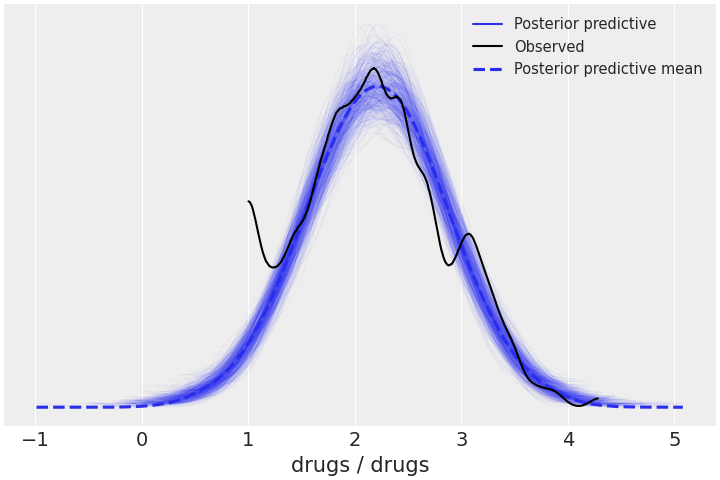 Posterior predictive
Observed
Posterior predictive mean
−1 0 1 2 3 4 5
drugs / drugs